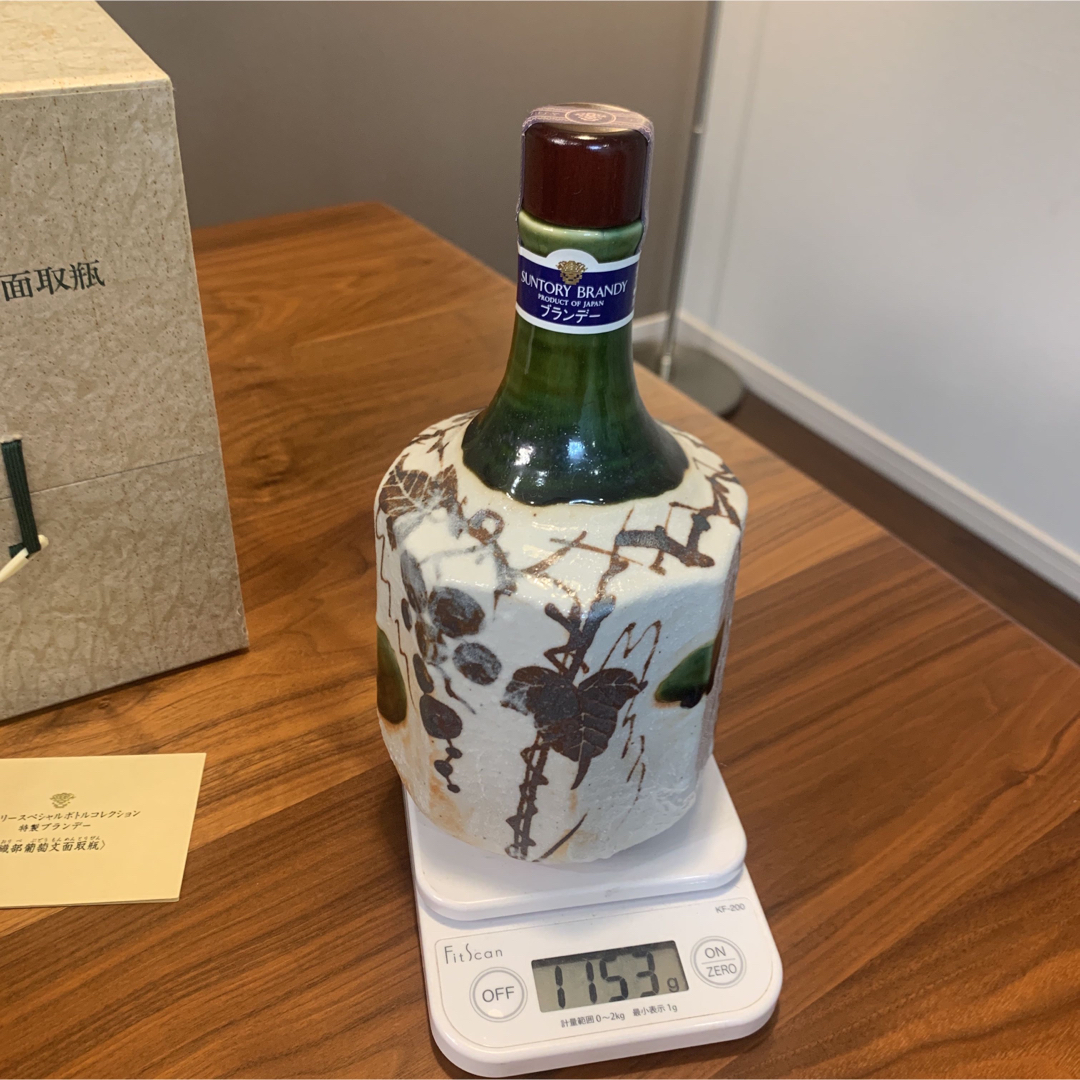 面取瓶
SUNTORY BRANDY
PRODUCT OF JAPAN
ブランデー
リースペシャルボトルコレクション
特製ブランデー
織部葡萄文面取瓶〉
KF-200
FitScan
OFF
1153g
ON
ZERO
計量範囲 0~2kg 最小表示 1g